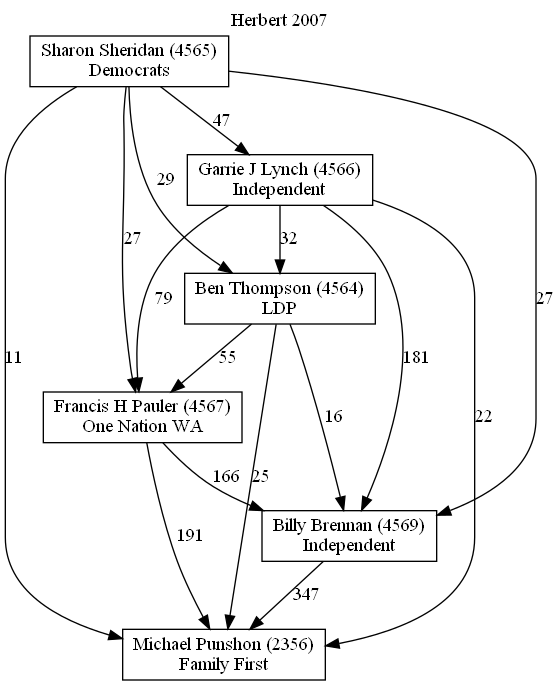 Herbert 2007
Sharon Sheridan (4565)
Democrats
47
Garrie J Lynch (4566)
Independent
29
27
32
79
27
Ben Thompson (4564)
LDP
11
55
181
Francis H Pauler (4567)
One Nation WA
16
22
166
25
Billy Brennan (4569)
Independent
191
347
Michael Punshon (2356)
Family First